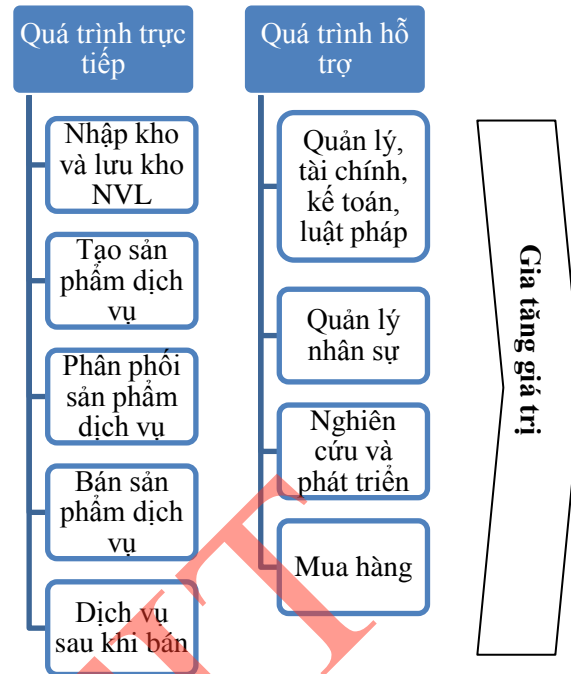 Quá trình trực
tiếp
Nhập kho
và lưu kho
NVL
Tạo sản
phẩm dịch
vụ
Phân phối
sản phẩm
dịch vụ
Bán sản
phẩm dịch
vụ
Dịch vụ
sau khi bán
Quá trình hỗ
trợ
Quản lý,
tài chính,
kế toán,
luật pháp
Quản lý
nhân sự
Nghiên
cứu và
phát triển
Mua hàng
Gia tăng giá trị